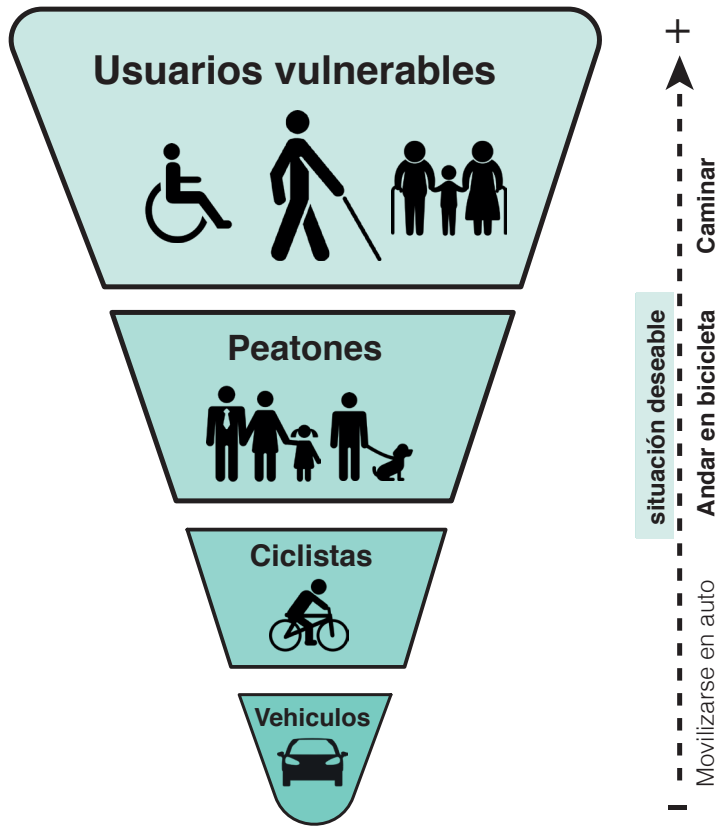 Usuarios vulnerables
Peatones
Ciclistas
Vehiculos
+
Caminar
situación deseable
Andar en bicicleta
Movilizarse en auto
-